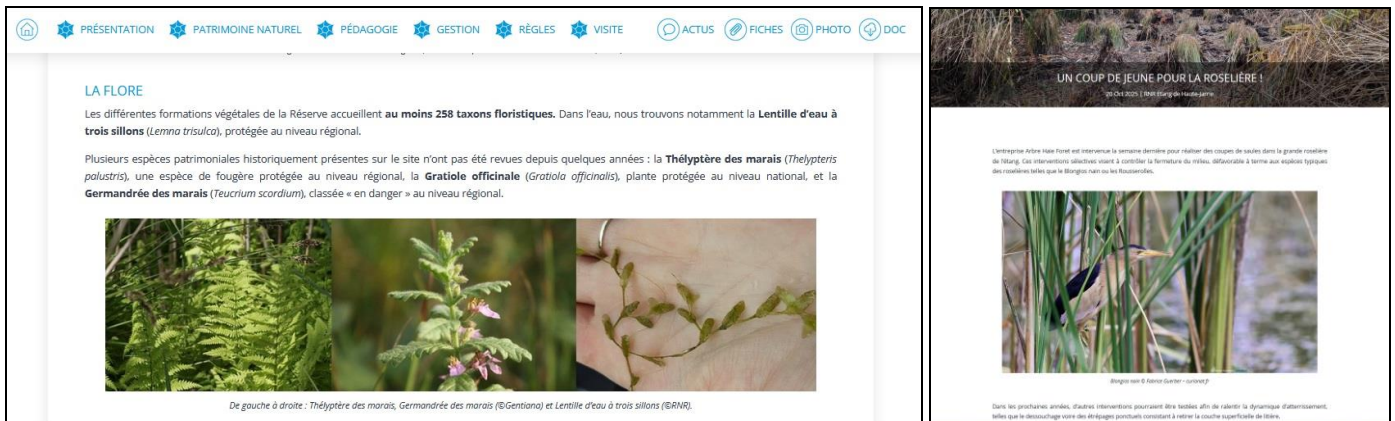 PRÉSENTATION PATRIMOINE NATUREL PÉDAGOGIE GESTION RÈGLES VISITE ACTUS FICHES PHOTO DOC
LA FLORE
Les différentes formations végétales de la Réserve accueillent au moins 258 taxons floristiques. Dans l'eau, nous trouvons notamment la Lentille d'eau à
trois sillons (Lemna trisulca), protégée au niveau régional.
Plusieurs espèces patrimoniales historiquement présentes sur le site n'ont pas été revues depuis quelques années : la Thélyptère des marais (Thelypteris
palustris), une espèce de fougère protégée au niveau régional, la Gratiole officinale (Gratiola officinalis), plante protégée au niveau national, et la
Germandrée des marais (Teucrium scordium), classée « en danger » au niveau régional.
De gauche à droite : Thélyptère des marais, Germandrée des marais (©Gentiana) et Lentille d'eau à trois sillons (©RNR).
UN COUP DE JEUNE POUR LA ROSELIÈRE !
20 Oct 2025 | RNR Etang de Haute-Jarrie
L'entreprise Arbre Haie Foret est intervenue la semaine dernière pour réaliser des coupes de saules dans la grande roselière
de l'étang. Ces interventions sélectives visent à contrôler la fermeture du milieu, défavorable à terme aux espèces typiques
des roselières telles que le Blongios nain ou les Rousserolles.
Blongios nain © Fabrice Guerber – curionat.fr
Dans les prochaines années, d'autres interventions pourraient être testées afin de ralentir la dynamique d'atterrissement,
telles que le dessouchage voire des étrépages ponctuels consistant à retirer la couche superficielle de litière.